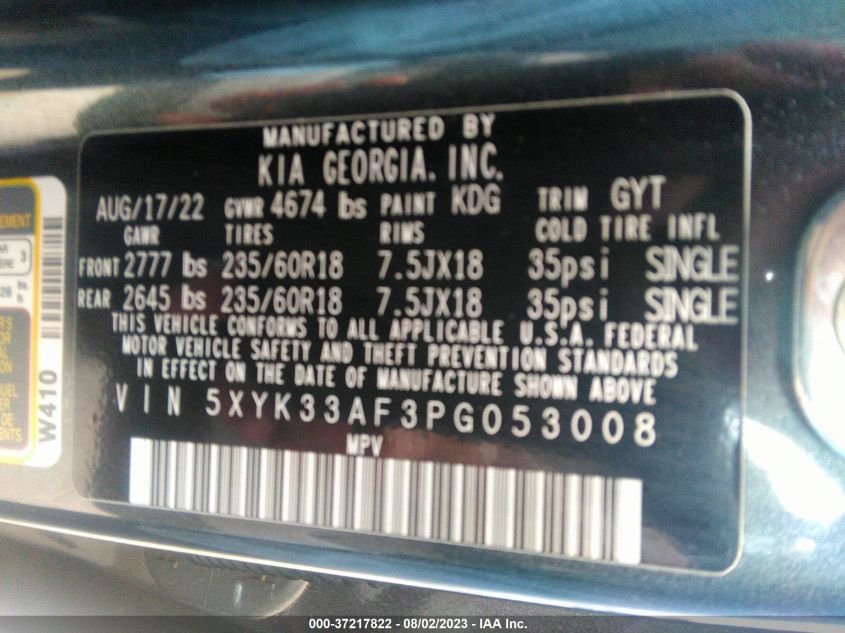 MANUFACTURED BY
KIA GEORGIA. INC.
AUG/17/22 GVWR 4674 lbs PAINT KDG TRIM GYT
GAWR TIRES RIMS COLD TIRE INFL
FRONT 2777 lbs 235/60R18 7.5JX18 35psi SINGLE
REAR 2645 lbs 235/60R18 7.5JX18 35psi SINGLE
THIS VEHICLE CONFORMS TO ALL APPLICABLE U.S.A. FEDERAL
MOTOR VEHICLE SAFETY AND THEFT PREVENTION STANDARDS
IN EFFECT ON THE DATE OF MANUFACTURE SHOWN ABOVE
VIN 5XYK33AF3PG053008
MPV
W410
3
000-37217822 - 08/02/2023 - IAA Inc.